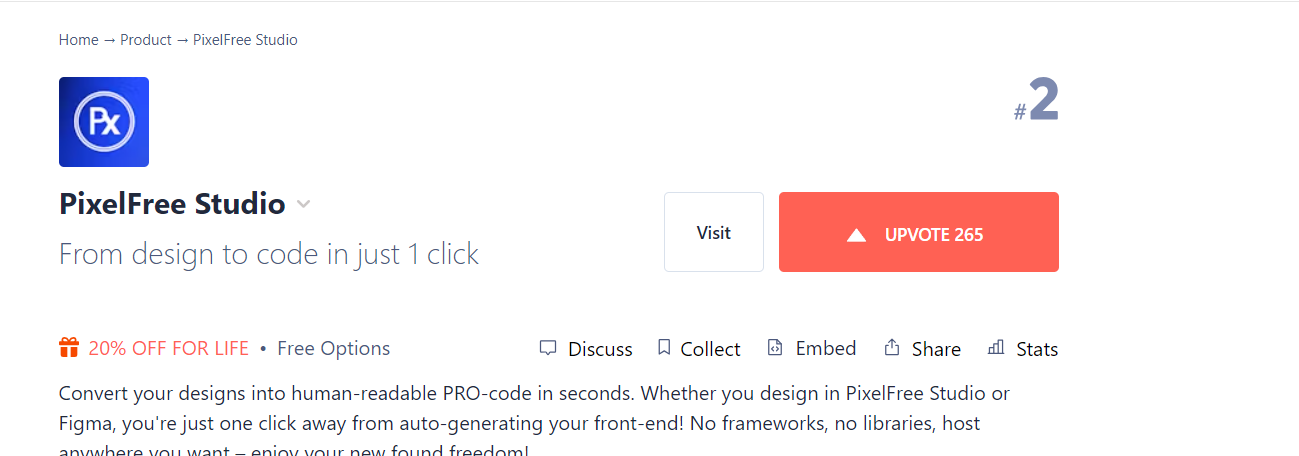 Home → Product → PixelFree Studio
Px
#2
PixelFree Studio
From design to code in just 1 click
Visit
UPVOTE 265
20% OFF FOR LIFE • Free Options
Discuss
Collect
Embed
Share
Stats
Convert your designs into human-readable PRO-code in seconds. Whether you design in PixelFree Studio or
Figma, you're just one click away from auto-generating your front-end! No frameworks, no libraries, host
anywhere you want – enjoy your new found freedom!